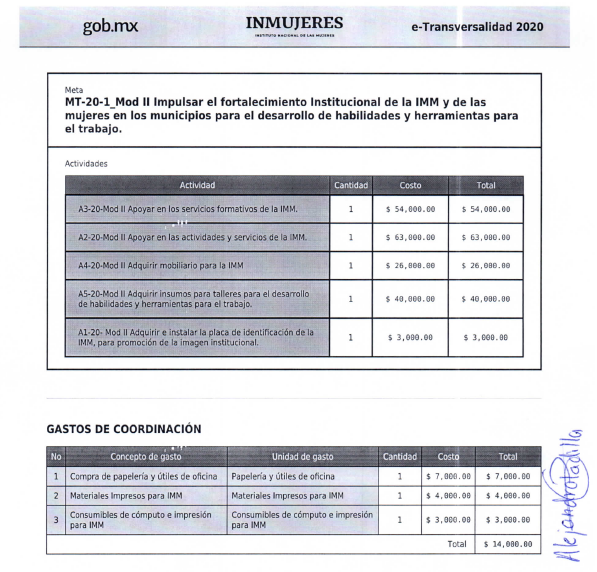 gob.mx
INMUJERES
INSTITUTO NACIONAL DE LAS MUJERES
e-Transversalidad 2020
Meta
MT-20-1_Mod II Impulsar el fortalecimiento Institucional de la IMM y de las
mujeres en los municipios para el desarrollo de habilidades y herramientas para
el trabajo.
Actividades
Actividad Cantidad Costo Total
A3-20-Mod II Apoyar en los servicios formativos de la IMM. 1 $ 54,000.00 $ 54,000.00
A2-20-Mod II Apoyar en las actividades y servicios de la IMM. 1 $ 63,000.00 $ 63,000.00
A4-20-Mod II Adquirir mobiliario para la IMM 1 $ 26,000.00 $ 26,000.00
A5-20-Mod II Adquirir insumos para talleres para el desarrollo
de habilidades y herramientas para el trabajo. 1 $ 40,000.00 $ 40,000.00
A1-20- Mod II Adquirir e instalar la placa de identificación de la
IMM, para promoción de la imagen institucional. 1 $ 3,000.00 $ 3,000.00
GASTOS DE COORDINACIÓN
No Concepto de gasto Unidad de gasto Cantidad Costo Total
1 Compra de papelería y útiles de oficina Papelería y útiles de oficina 1 $ 7,000.00 $ 7,000.00
2 Materiales Impresos para IMM Materiales Impresos para IMM 1 $ 4,000.00 $ 4,000.00
3 Consumibles de cómputo e impresión
para IMM Consumibles de cómputo e impresión
para IMM 1 $ 3,000.00 $ 3,000.00
Total $ 14,000.00
Alejandra Padilla